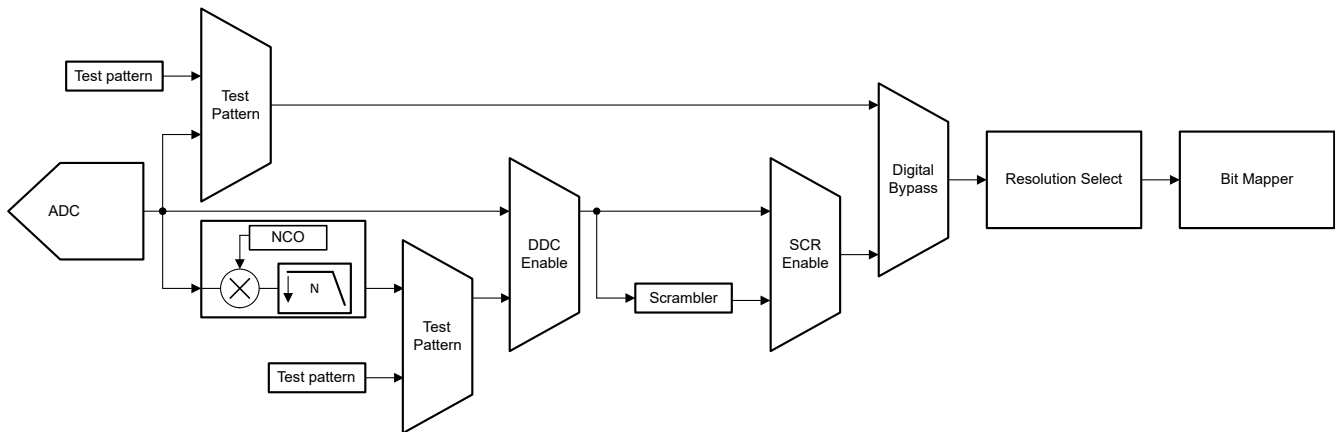 Test pattern
Test
Pattern
ADC
NCO
N
Test pattern
Test
Pattern
DDC
Enable
Scrambler
SCR
Enable
Digital
Bypass
Resolution Select
Bit Mapper